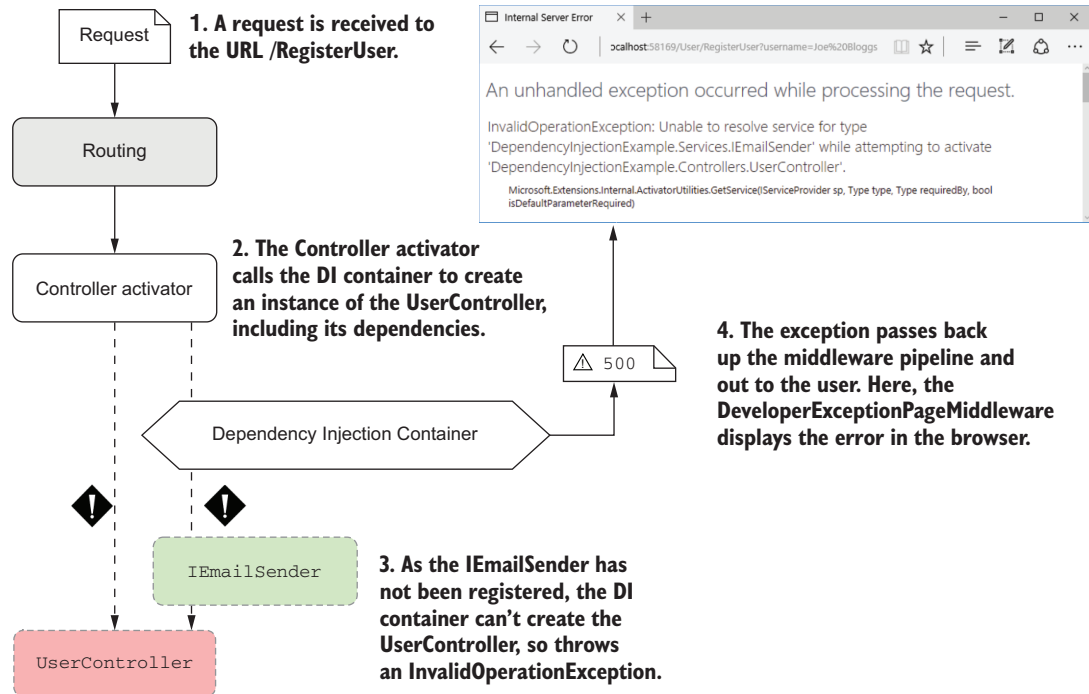 Request
1. A request is received to
the URL /RegisterUser.
Internal Server Error
ocalhost:58169/User/RegisterUser?username=Joe%20Bloggs
An unhandled exception occurred while processing the request.
InvalidOperationException: Unable to resolve service for type
'DependencyInjectionExample.Services.IEmailSender' while attempting to activate
'DependencyInjectionExample.Controllers.UserController'.
Microsoft.Extensions.Internal.ActivatorUtilities.GetService(IServiceProvider sp, Type type, Type requiredBy, bool
isDefaultParameterRequired)
Routing
2. The Controller activator
calls the DI container to create
an instance of the UserController,
including its dependencies.
Controller activator
500
4. The exception passes back
up the middleware pipeline and
out to the user. Here, the
DeveloperExceptionPageMiddleware
displays the error in the browser.
Dependency Injection Container
!
!
IEmailSender
3. As the IEmailSender has
not been registered, the DI
container can't create the
UserController, so throws
an InvalidOperationException.
UserController